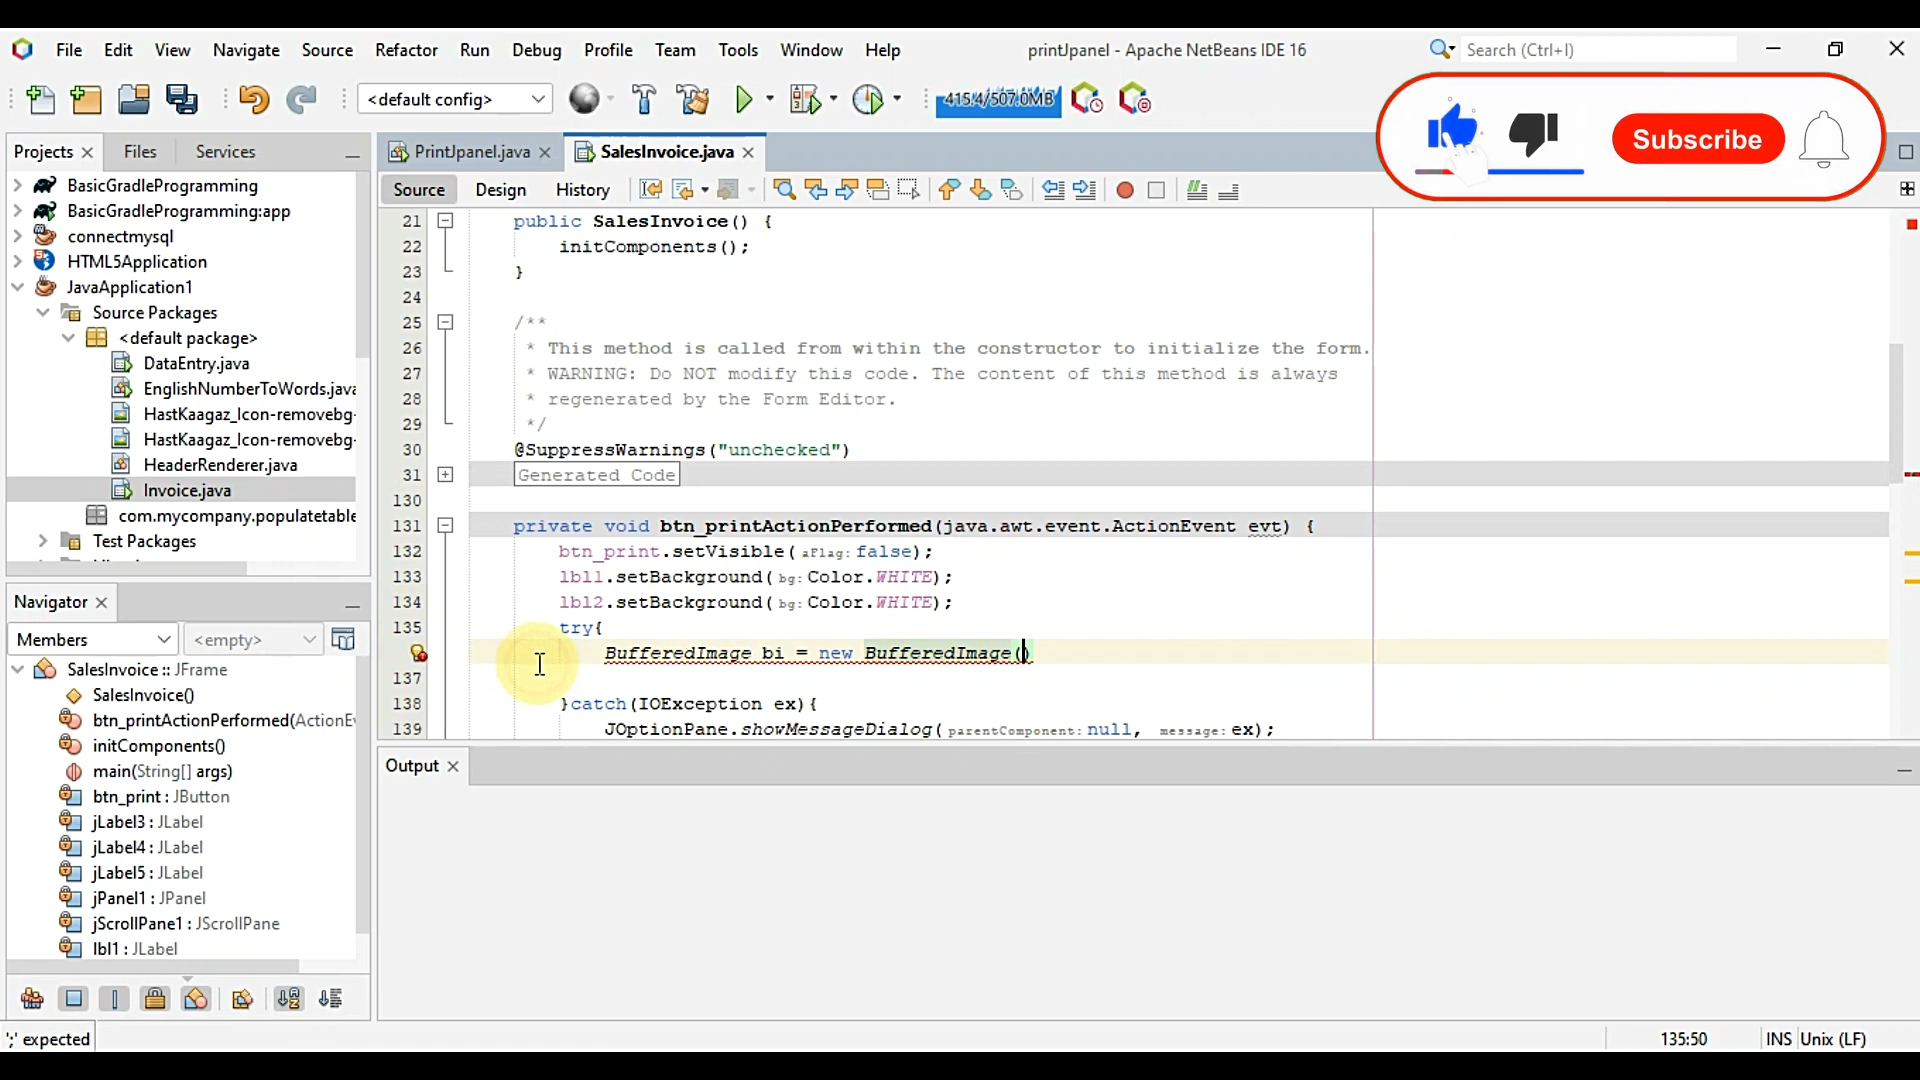 File Edit View Navigate Source Refactor Run Debug Profile Team Tools Window Help
printJpanel - Apache NetBeans IDE 16
Search (Ctrl+I)
<default config>
415.4/507.0MB
Subscribe
Projects Files Services
PrintJpanel.java SalesInvoice.java
Source Design History
BasicGradleProgramming
BasicGradleProgramming:app
connectmysql
HTML5Application
JavaApplication1
Source Packages
<default package>
DataEntry.java
EnglishNumberToWords.java
HastKaagaz_Icon-removebg-
HastKaagaz_Icon-removebg-
HeaderRenderer.java
Invoice.java
com.mycompany.populatetable
Test Packages
21 public SalesInvoice() {
22 initComponents();
23 }
24
25 /**
26 * This method is called from within the constructor to initialize the form.
27 * WARNING: Do NOT modify this code. The content of this method is always
28 * regenerated by the Form Editor.
29 */
30 @SuppressWarnings("unchecked")
31 Generated Code
130
131 private void btn_printActionPerformed(java.awt.event.ActionEvent evt) {
132 btn_print.setVisible( aFlag: false);
133 lbl1.setBackground( bg: Color.WHITE);
134 lbl2.setBackground( bg: Color.WHITE);
135 try{
BufferedImage bi = new BufferedImage()
137
138 }catch(IOException ex){
139 JOptionPane.showMessageDialog( parentComponent: null, message: ex);
Navigator
Members <empty>
SalesInvoice :: JFrame
SalesInvoice()
btn_printActionPerformed(ActionEv
initComponents()
main(String[] args)
btn_print : JButton
jLabel3 : JLabel
jLabel4 : JLabel
jLabel5 : JLabel
jPanel1 : JPanel
jScrollPane1 : JScrollPane
lbl1 : JLabel
Output
';' expected
135:50 INS Unix (LF)